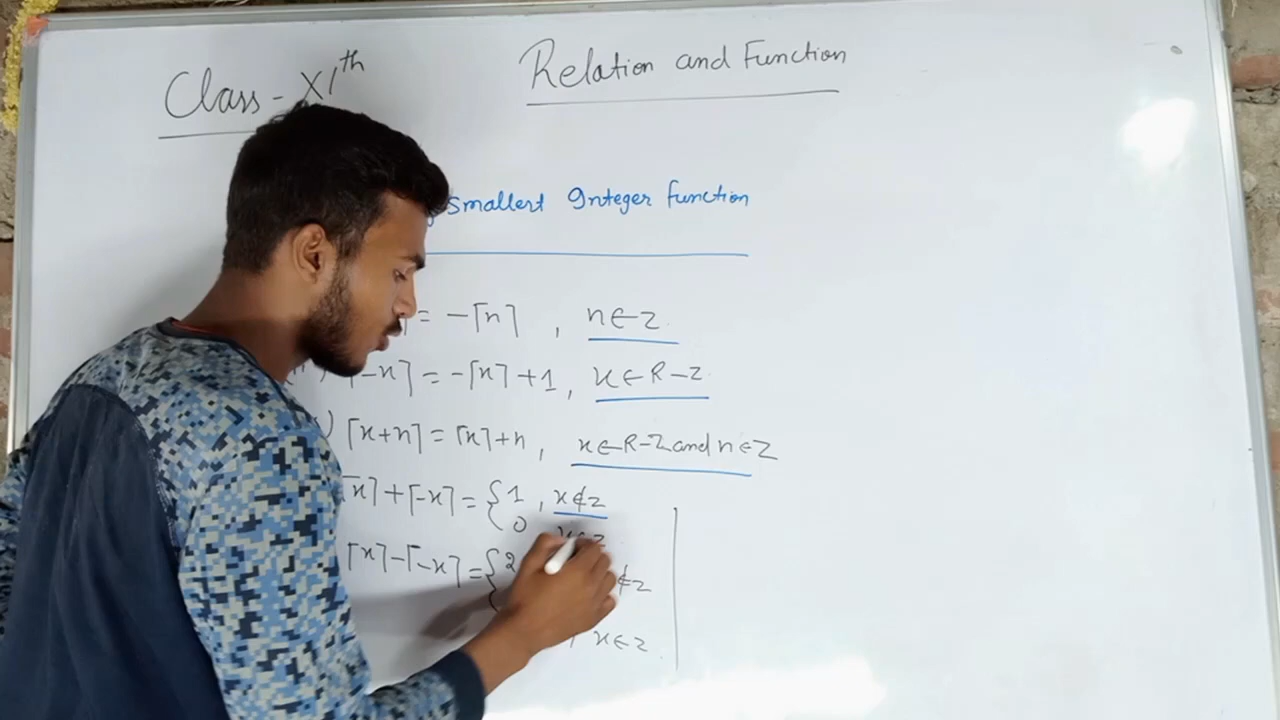 Class - XIth
Relation and Function
smallest Integer function
= -⌈n⌉ , n∈Z
⌈-x⌉ = -⌈x⌉ + 1, x∈R-Z
) ⌈x+n⌉ = ⌈x⌉+n , x∈R-Z and n∈Z
⌈x⌉+⌈-x⌉ = { 1 , x∉Z
0 x∈Z
⌈x⌉-⌈-x⌉ = { 2 ∉Z
, x∈Z